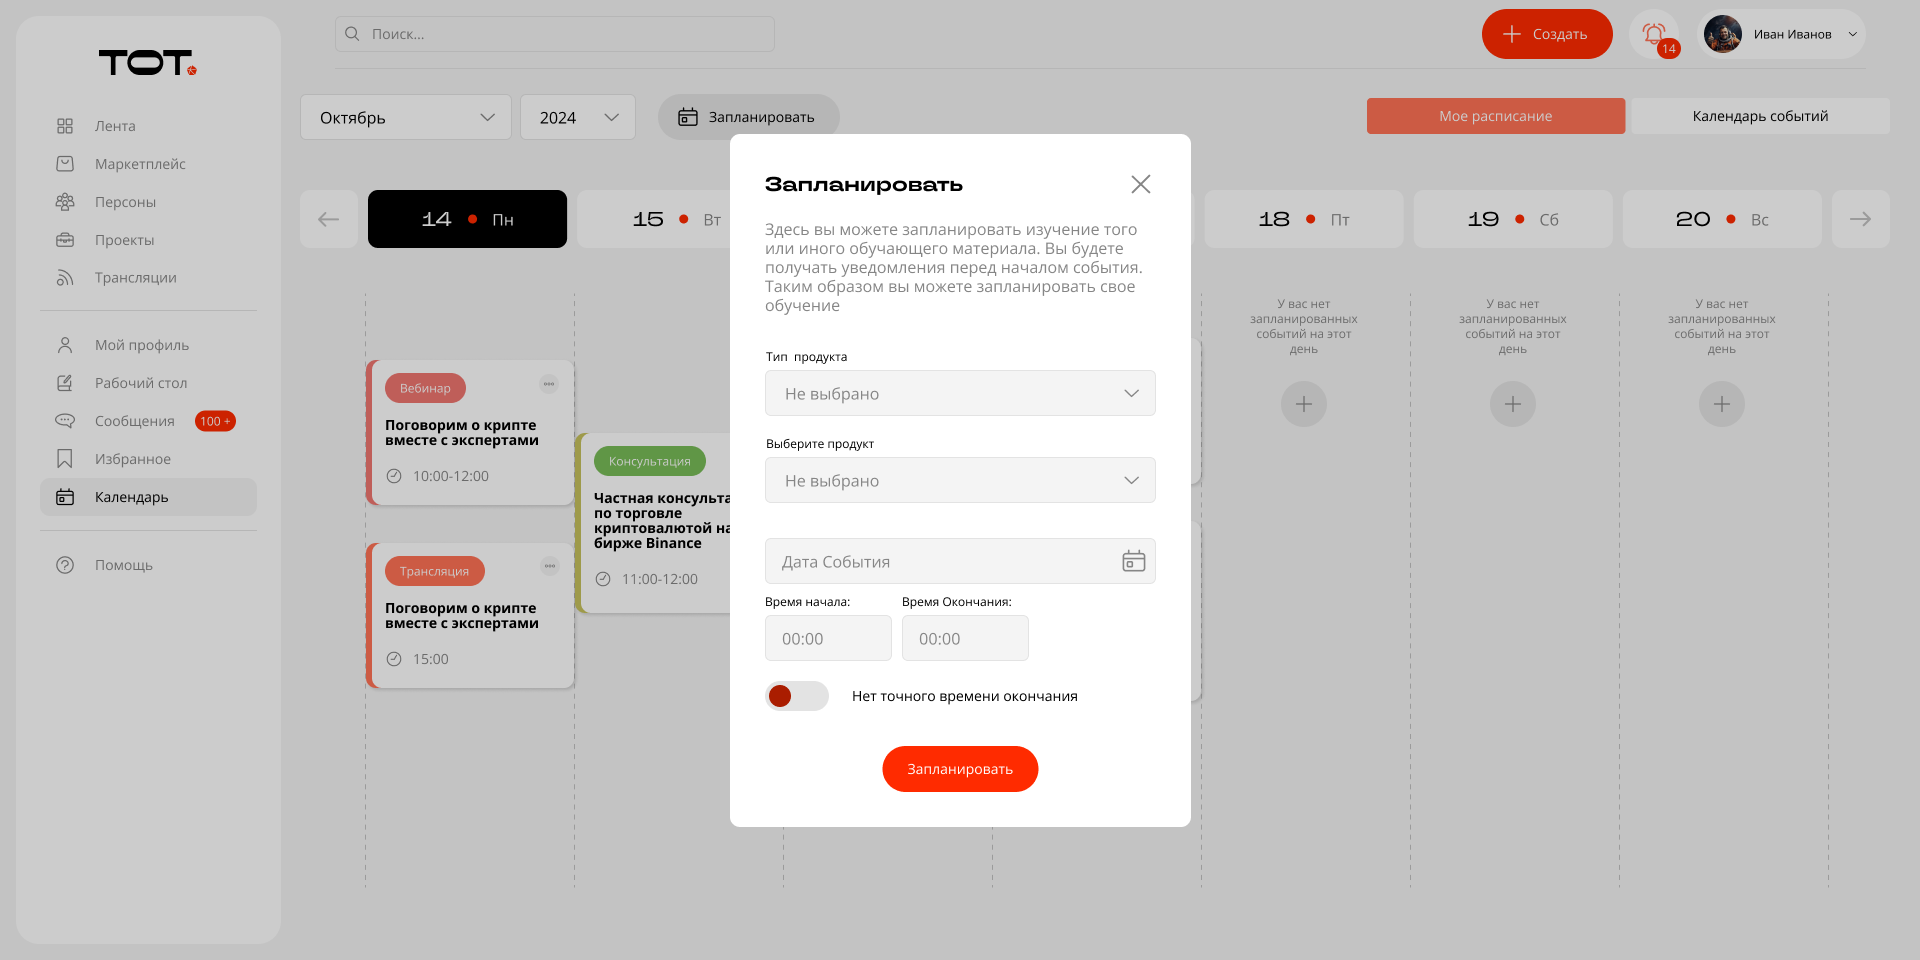 ТОТ.
Поиск...
Создать
14
Иван Иванов
Октябрь
2024
Запланировать
Мое расписание
Календарь событий
Лента
Маркетплейс
Персоны
Проекты
Трансляции
Мой профиль
Рабочий стол
Сообщения 100 +
Избранное
Календарь
Помощь
14 • Пн
15 • Вт
18 • Пт
19 • Сб
20 • Вс
Вебинар
Поговорим о крипте
вместе с экспертами
10:00-12:00
Трансляция
Поговорим о крипте
вместе с экспертами
15:00
Консультация
Частная консульта
по торговле
криптовалютой на
бирже Binance
11:00-12:00
Запланировать
Здесь вы можете запланировать изучение того
или иного обучающего материала. Вы будете
получать уведомления перед началом события.
Таким образом вы можете запланировать свое
обучение
Тип продукта
Не выбрано
Выберите продукт
Не выбрано
Дата События
Время начала:
Время Окончания:
00:00
00:00
Нет точного времени окончания
Запланировать
У вас нет
запланированных
событий на этот
день
У вас нет
запланированных
событий на этот
день
У вас нет
запланированных
событий на этот
день